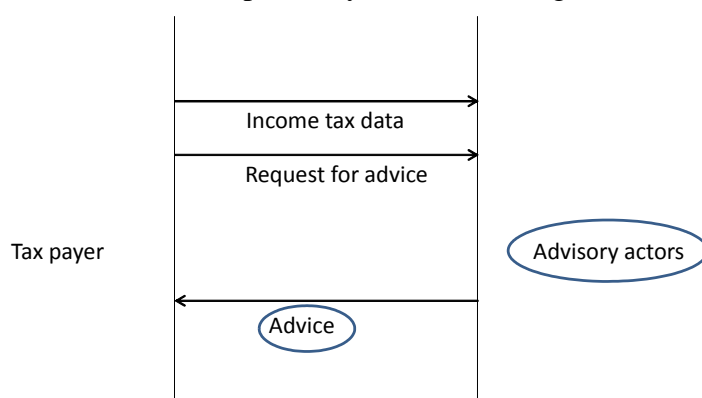 Income tax data
Request for advice
Tax payer
Advisory actors
Advice